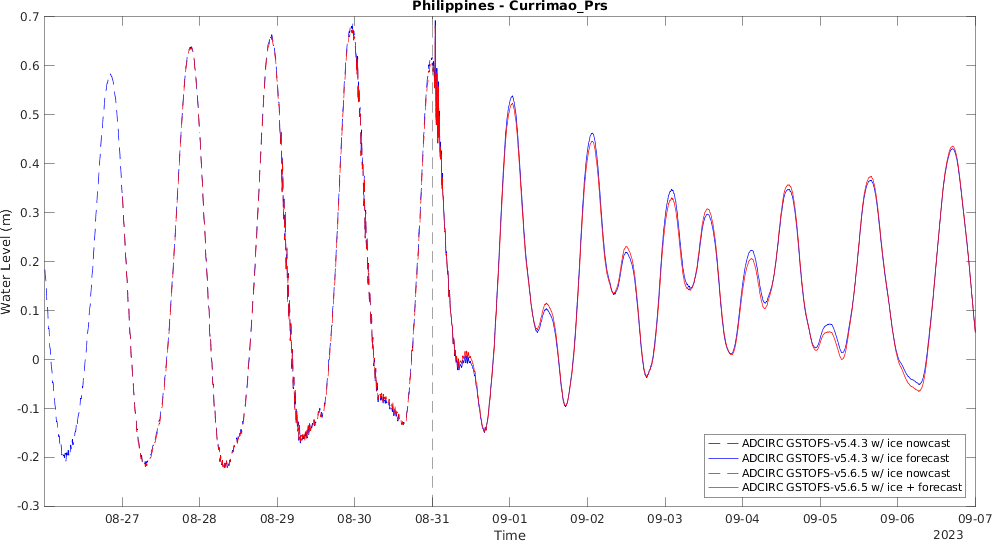 Philippines - Currimao_Prs
0.7
0.6
0.5
0.4
0.3
0.2
0.1
0
-0.1
-0.2
-0.3
Water Level (m)
08-27 08-28 08-29 08-30 08-31 09-01 09-02 09-03 09-04 09-05 09-06 09-07
Time
2023
ADCIRC GSTOFS-v5.4.3 w/ ice nowcast
ADCIRC GSTOFS-v5.4.3 w/ ice forecast
ADCIRC GSTOFS-v5.6.5 w/ ice nowcast
ADCIRC GSTOFS-v5.6.5 w/ ice + forecast